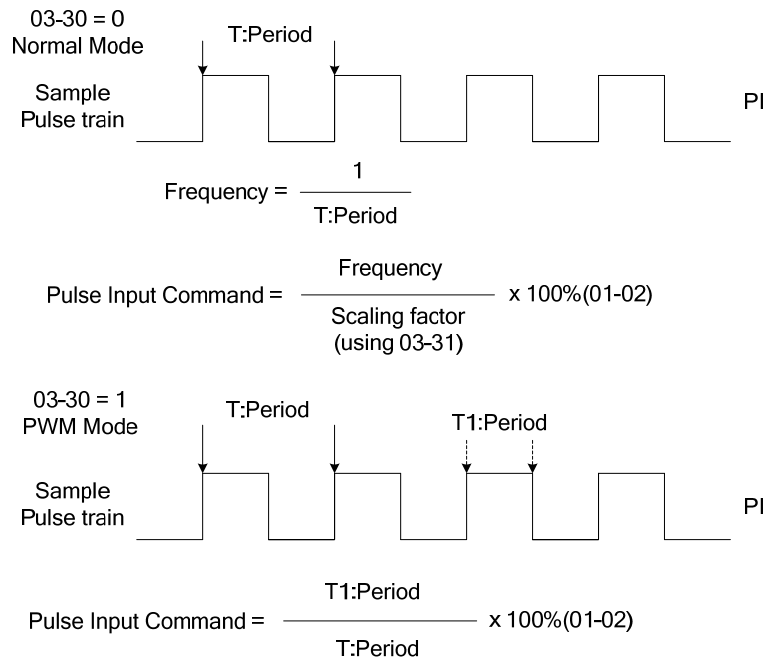 03-30 = 0
Normal Mode
T:Period
Sample
Pulse train
PI
Frequency = 1
T:Period
Pulse Input Command = Frequency x 100%(01-02)
Scaling factor
(using 03-31)
03-30 = 1
PWM Mode
T:Period
T1:Period
Sample
Pulse train
PI
Pulse Input Command = T1:Period x 100%(01-02)
T:Period